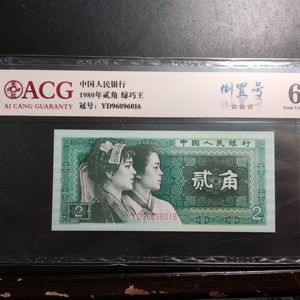 ACG
AI CANG GUARANTY
中国人民银行
1980年贰角 绿巧王
冠号: YD96096016
倒置号
☆☆☆
6
Gem Un
中国人民银行
贰角
YD96096016
2
2